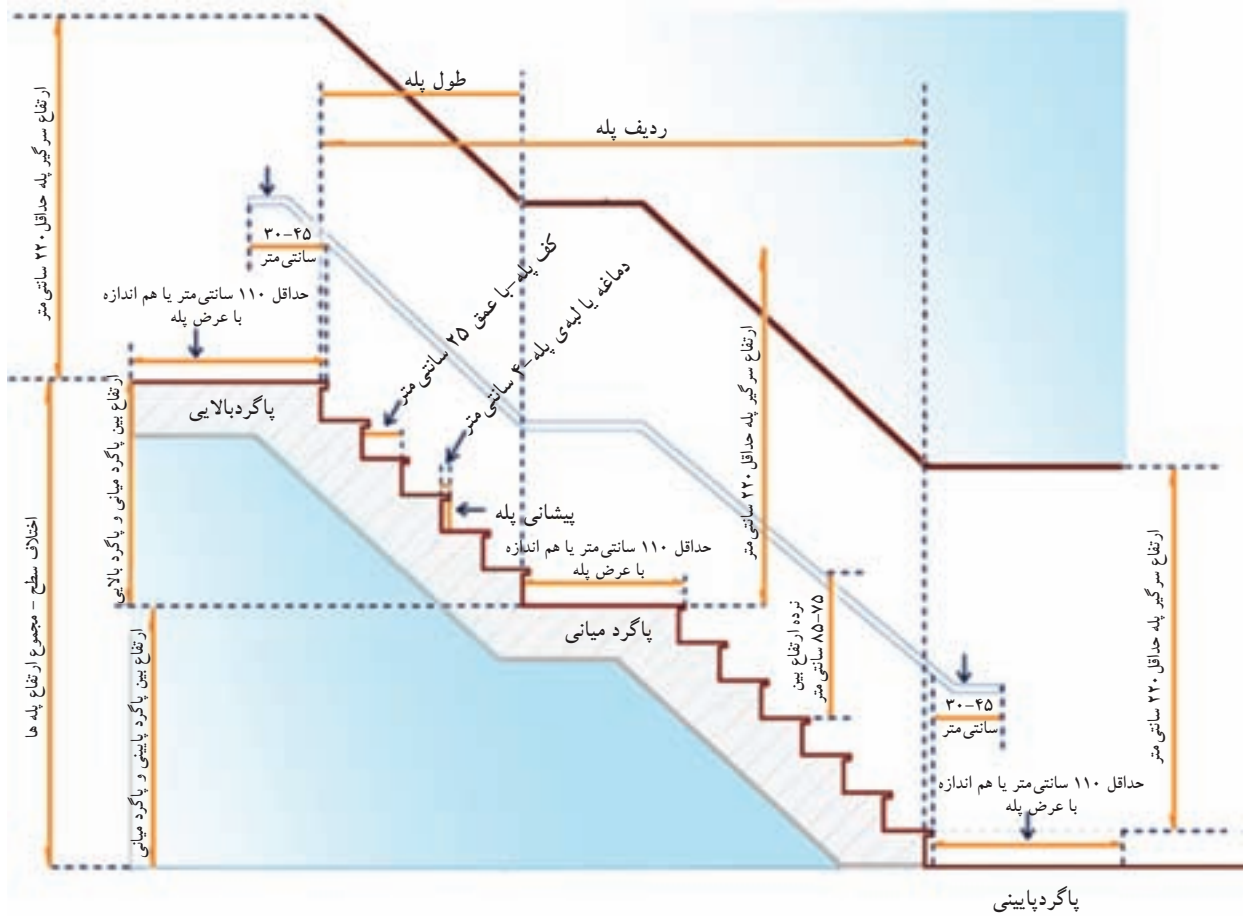 طول پله
ردیف پله
ارتفاع سرگیر پله حداقل ۲۲۰ سانتی متر
۳۰-۴۵
سانتی‌متر
حداقل ۱۱۰ سانتی‌متر یا هم اندازه
با عرض پله
کف پله-با عمق ۲۵ سانتی متر
دماغه یا لبه‌ی پله-۴ سانتی متر
پاگردبالایی
ارتفاع بین پاگرد میانی و پاگرد بالایی
پیشانی پله
ارتفاع سرگیر پله حداقل ۲۲۰ سانتی متر
حداقل ۱۱۰ سانتی‌متر یا هم اندازه
با عرض پله
پاگرد میانی
نرده ارتفاع بین
۸۵-۷۵ سانتی متر
اختلاف سطح - مجموع ارتفاع پله ها
ارتفاع بین پاگرد پایینی و پاگرد میانی
ارتفاع سرگیر پله حداقل ۲۲۰ سانتی متر
۳۰-۴۵
سانتی‌متر
حداقل ۱۱۰ سانتی‌متر یا هم اندازه
با عرض پله
پاگردپایینی